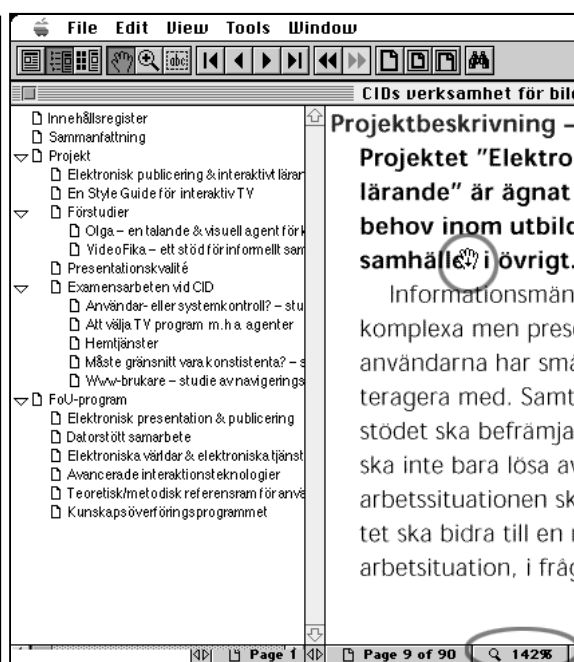 File Edit View Tools Window
abc
CIDs verksamhet för bil
Innehållsregister
Sammanfattning
Projekt
Elektronisk publicering & interaktivt lärar
En Style Guide för interaktiv TV
Förstudier
Olga – en talande & visuell agent för k
VideoFika – ett stöd för informellt sam
Presentationskvalité
Examensarbeten vid CID
Användar- eller systemkontroll? – stu
Att välja TV program m.h a agenter
Hemtjänster
Måste gränsnitt vara konstistenta? – s
Www-brukare – studie av navigerings
FoU-program
Elektronisk presentation & publicering
Datorstött samarbete
Elektroniska världar & elektroniska tjänst
Avancerade interaktionsteknologier
Teoretisk/metodisk referensram för anvä
Kunskapsöverföringsprogrammet
Projektbeskrivning –
Projektet "Elektro
lärande" är ägnat
behov inom utbild
samhälle i övrigt.
Informationsmän
komplexa men prese
användarna har små
teragera med. Samt
stödet ska befrämja
ska inte bara lösa av
arbetssituationen sk
tet ska bidra till en
arbetsituation, i fråg
Page 1
Page 9 of 90
142%